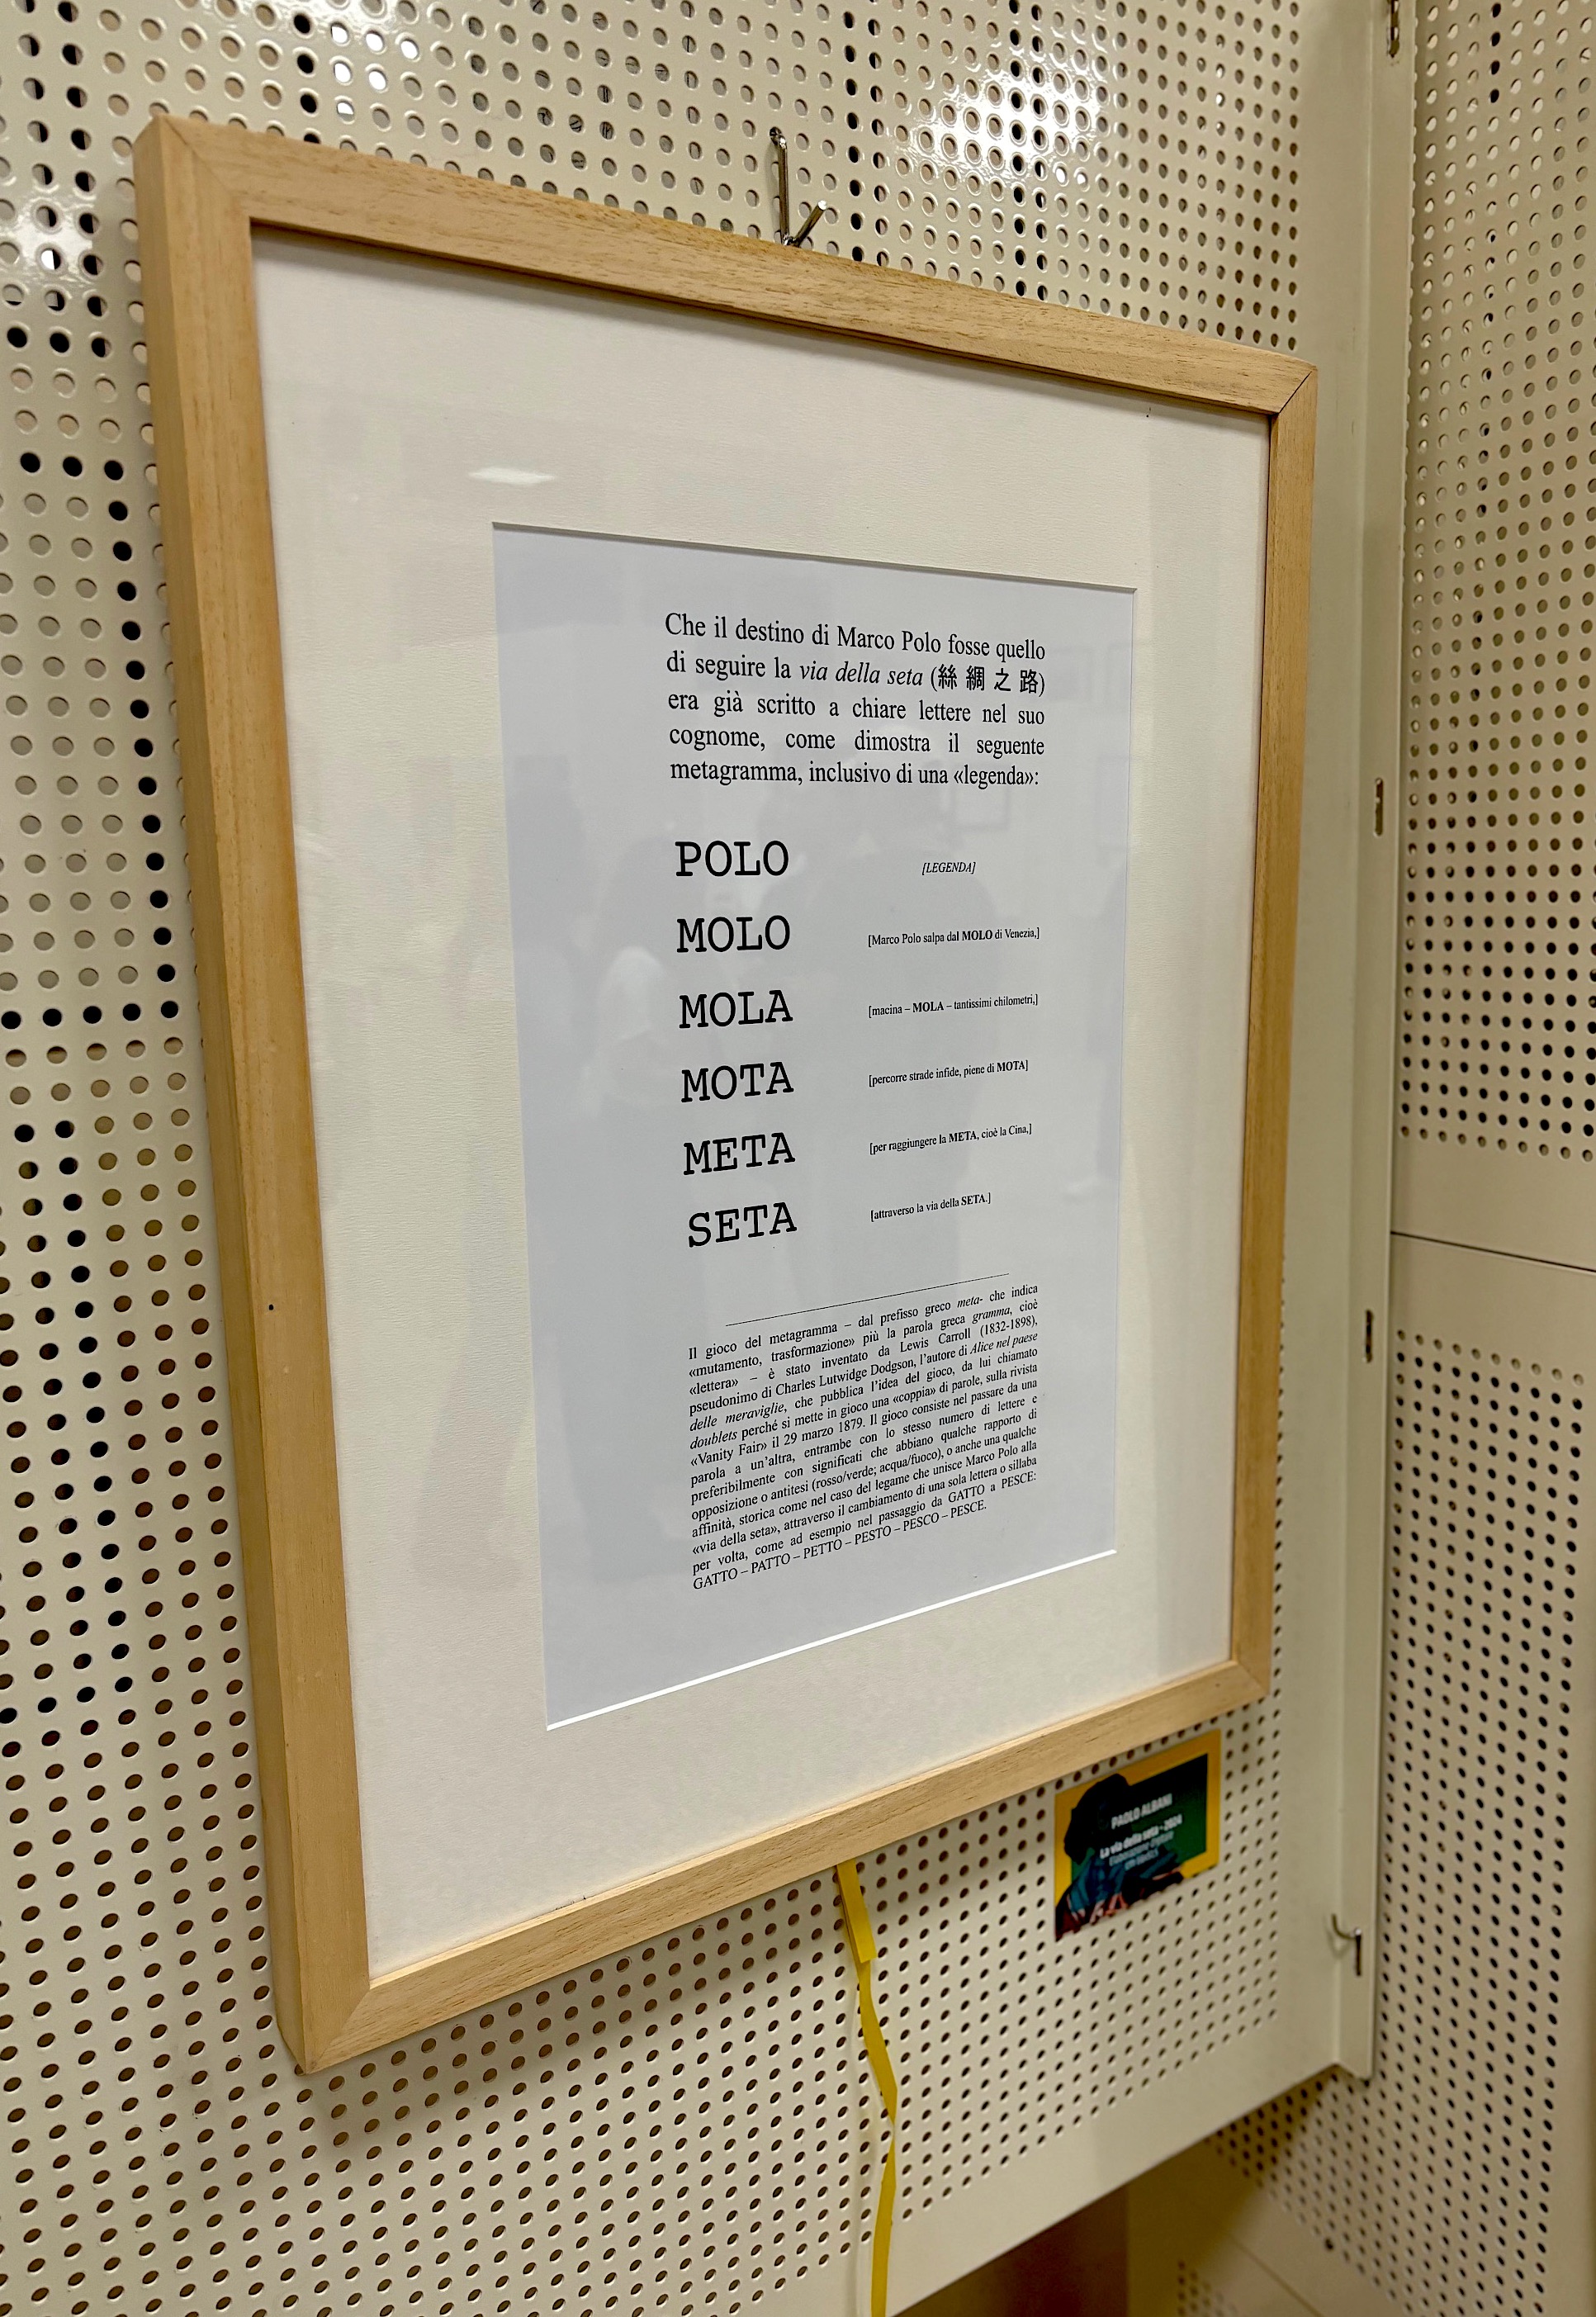 Che il destino di Marco Polo fosse quello
di seguire la via della seta (絲 綢 之 路)
era già scritto a chiare lettere nel suo
cognome, come dimostra il seguente
metagramma, inclusivo di una «legenda»:
POLO [LEGENDA]
MOLO [Marco Polo salpa dal MOLO di Venezia,]
MOLA [macina – MOLA – tantissimi chilometri,]
MOTA [percorre strade infide, piene di MOTA]
META [per raggiungere la META, cioè la Cina,]
SETA [attraverso la via della SETA.]
Il gioco del metagramma – dal prefisso greco meta- che indica
«mutamento, trasformazione» più la parola greca gramma, cioè
«lettera» – è stato inventato da Lewis Carroll (1832-1898),
pseudonimo di Charles Lutwidge Dodgson, l'autore di Alice nel paese
delle meraviglie, che pubblica l'idea del gioco, da lui chiamato
doublets perché si mette in gioco una «coppia» di parole, sulla rivista
«Vanity Fair» il 29 marzo 1879. Il gioco consiste nel passare da una
parola a un'altra, entrambe con lo stesso numero di lettere e
preferibilmente con significati che abbiano qualche rapporto di
opposizione o antitesi (rosso/verde; acqua/fuoco), o anche una qualche
affinità, storica come nel caso del legame che unisce Marco Polo alla
«via della seta», attraverso il cambiamento di una sola lettera o sillaba
per volta, come ad esempio nel passaggio da GATTO a PESCE:
GATTO – PATTO – PETTO – PESTO – PESCO – PESCE.
PAOLO ALBANI
La via della seta - 2024